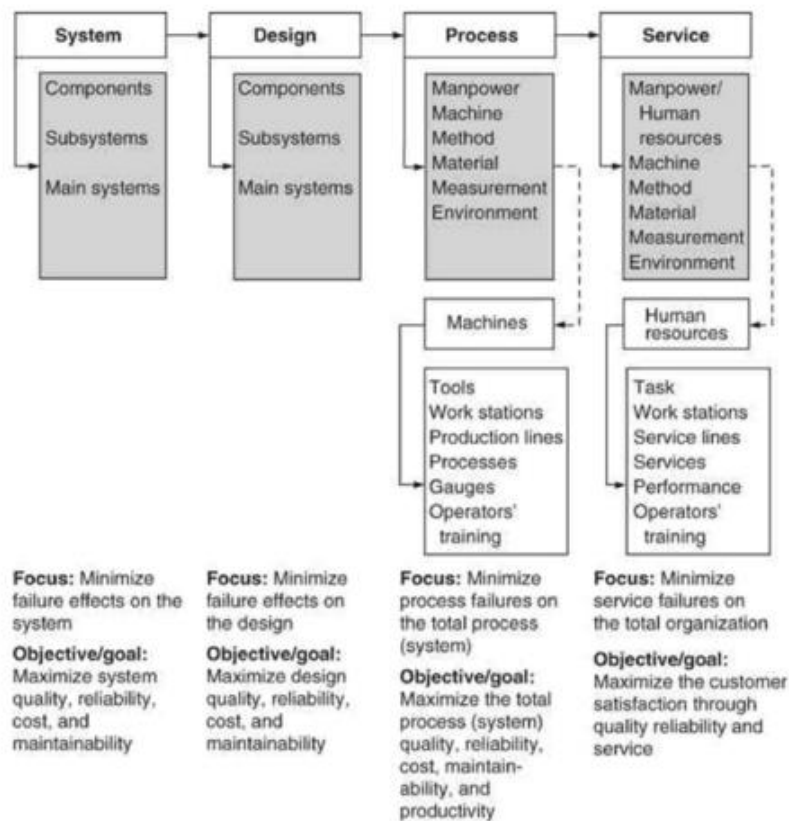 System
Design
Process
Service
Components
Subsystems
Main systems
Components
Subsystems
Main systems
Manpower
Machine
Method
Material
Measurement
Environment
Manpower/
Human
resources
Machine
Method
Material
Measurement
Environment
Machines
Human
resources
Tools
Work stations
Production lines
Processes
Gauges
Operators'
training
Task
Work stations
Service lines
Services
Performance
Operators'
training
Focus: Minimize
failure effects on the
system
Objective/goal:
Maximize system
quality, reliability,
cost, and
maintainability
Focus: Minimize
failure effects on
the design
Objective/goal:
Maximize design
quality, reliability,
cost, and
maintainability
Focus: Minimize
process failures on
the total process
(system)
Objective/goal:
Maximize the total
process (system)
quality, reliability,
cost, maintain-
ability, and
productivity
Focus: Minimize
service failures on
the total organization
Objective/goal:
Maximize the customer
satisfaction through
quality reliability and
service